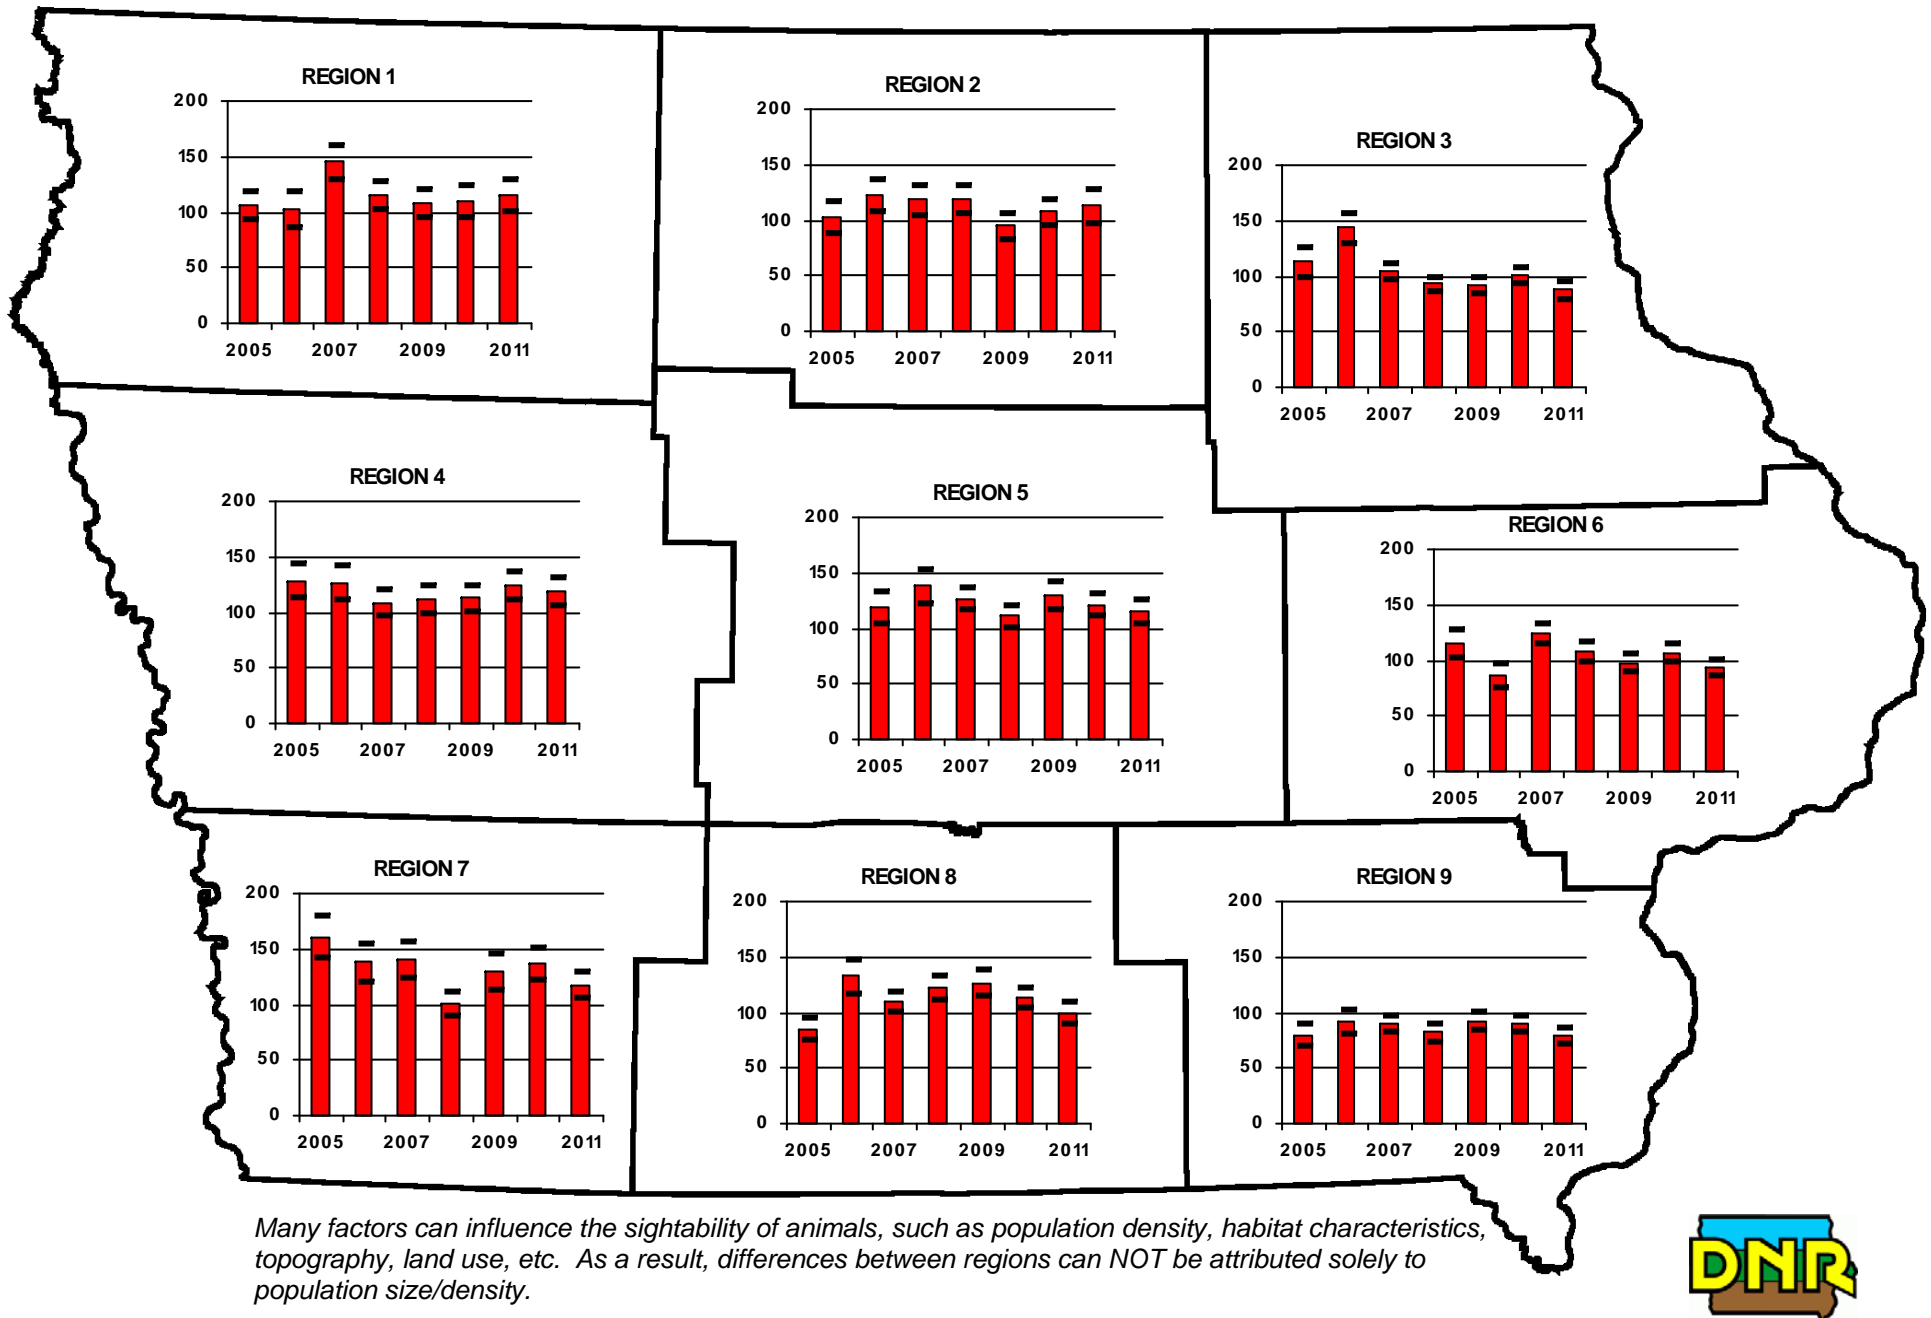 REGION 1
200
150
100
50
0
2005 2007 2009 2011
REGION 2
200
150
100
50
0
2005 2007 2009 2011
REGION 3
200
150
100
50
0
2005 2007 2009 2011
REGION 4
200
150
100
50
0
2005 2007 2009 2011
REGION 5
200
150
100
50
0
2005 2007 2009 2011
REGION 6
200
150
100
50
0
2005 2007 2009 2011
REGION 7
200
150
100
50
0
2005 2007 2009 2011
REGION 8
200
150
100
50
0
2005 2007 2009 2011
REGION 9
200
150
100
50
0
2005 2007 2009 2011
Many factors can influence the sightability of animals, such as population density, habitat characteristics,
topography, land use, etc.  As a result, differences between regions can NOT be attributed solely to
population size/density.
DNR